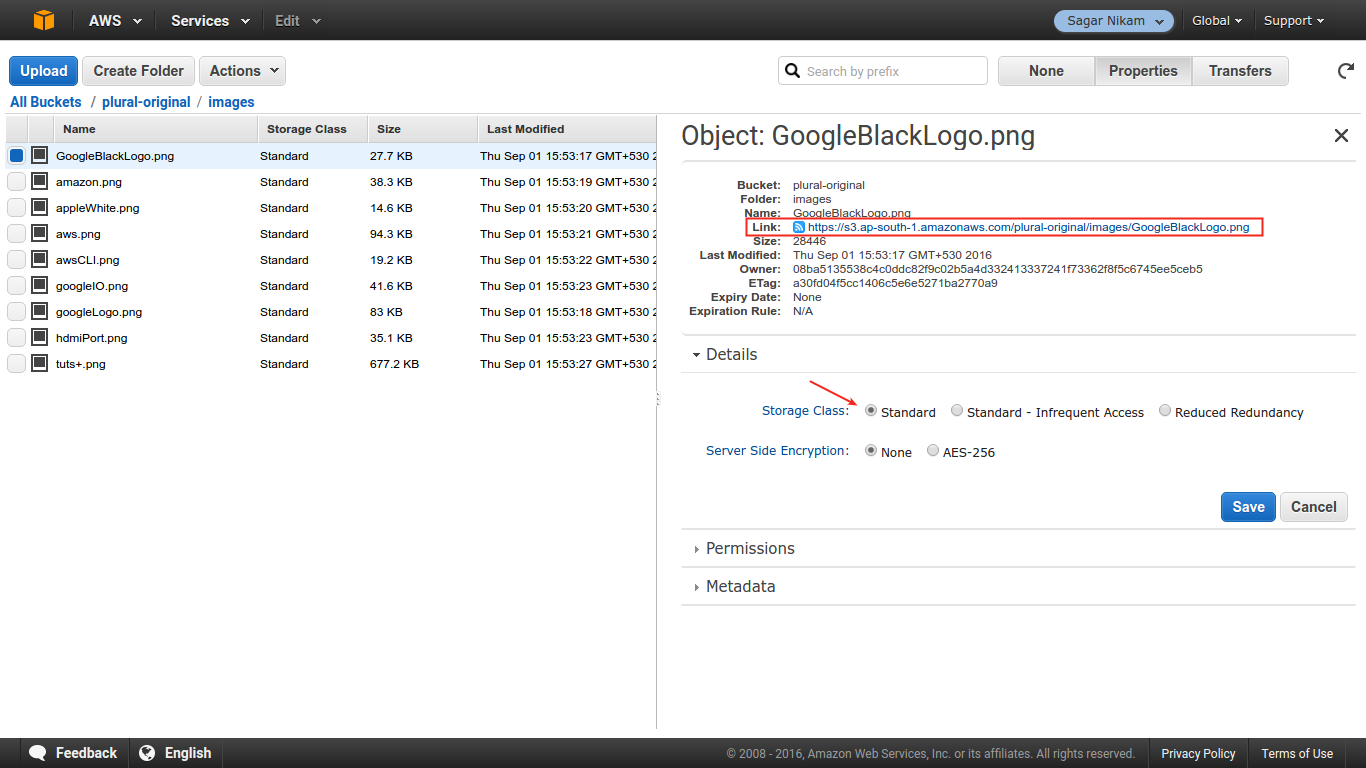 AWS Services Edit Sagar Nikam Global Support
Upload Create Folder Actions Search by prefix None Properties Transfers
All Buckets / plural-original / images
Name Storage Class Size Last Modified
GoogleBlackLogo.png Standard 27.7 KB Thu Sep 01 15:53:17 GMT+530 2
amazon.png Standard 38.3 KB Thu Sep 01 15:53:19 GMT+530 2
appleWhite.png Standard 14.6 KB Thu Sep 01 15:53:20 GMT+530 2
aws.png Standard 94.3 KB Thu Sep 01 15:53:21 GMT+530 2
awsCLI.png Standard 19.2 KB Thu Sep 01 15:53:22 GMT+530 2
googleIO.png Standard 41.6 KB Thu Sep 01 15:53:23 GMT+530 2
googleLogo.png Standard 83 KB Thu Sep 01 15:53:18 GMT+530 2
hdmiPort.png Standard 35.1 KB Thu Sep 01 15:53:23 GMT+530 2
tuts+.png Standard 677.2 KB Thu Sep 01 15:53:27 GMT+530 2
Object: GoogleBlackLogo.png
Bucket: plural-original
Folder: images
Name: GoogleBlackLogo.png
Link: https://s3.ap-south-1.amazonaws.com/plural-original/images/GoogleBlackLogo.png
Size: 28446
Last Modified: Thu Sep 01 15:53:17 GMT+530 2016
Owner: 08ba5135538c4c0ddc82f9c02b5a4d332413337241f73362f8f5c6745ee5ceb5
ETag: a30fd04f5cc1406c5e6e5271ba2770a9
Expiry Date: None
Expiration Rule: N/A
Details
Storage Class: Standard Standard - Infrequent Access Reduced Redundancy
Server Side Encryption: None AES-256
Save Cancel
Permissions
Metadata
Feedback English © 2008 - 2016, Amazon Web Services, Inc. or its affiliates. All rights reserved. Privacy Policy Terms of Use